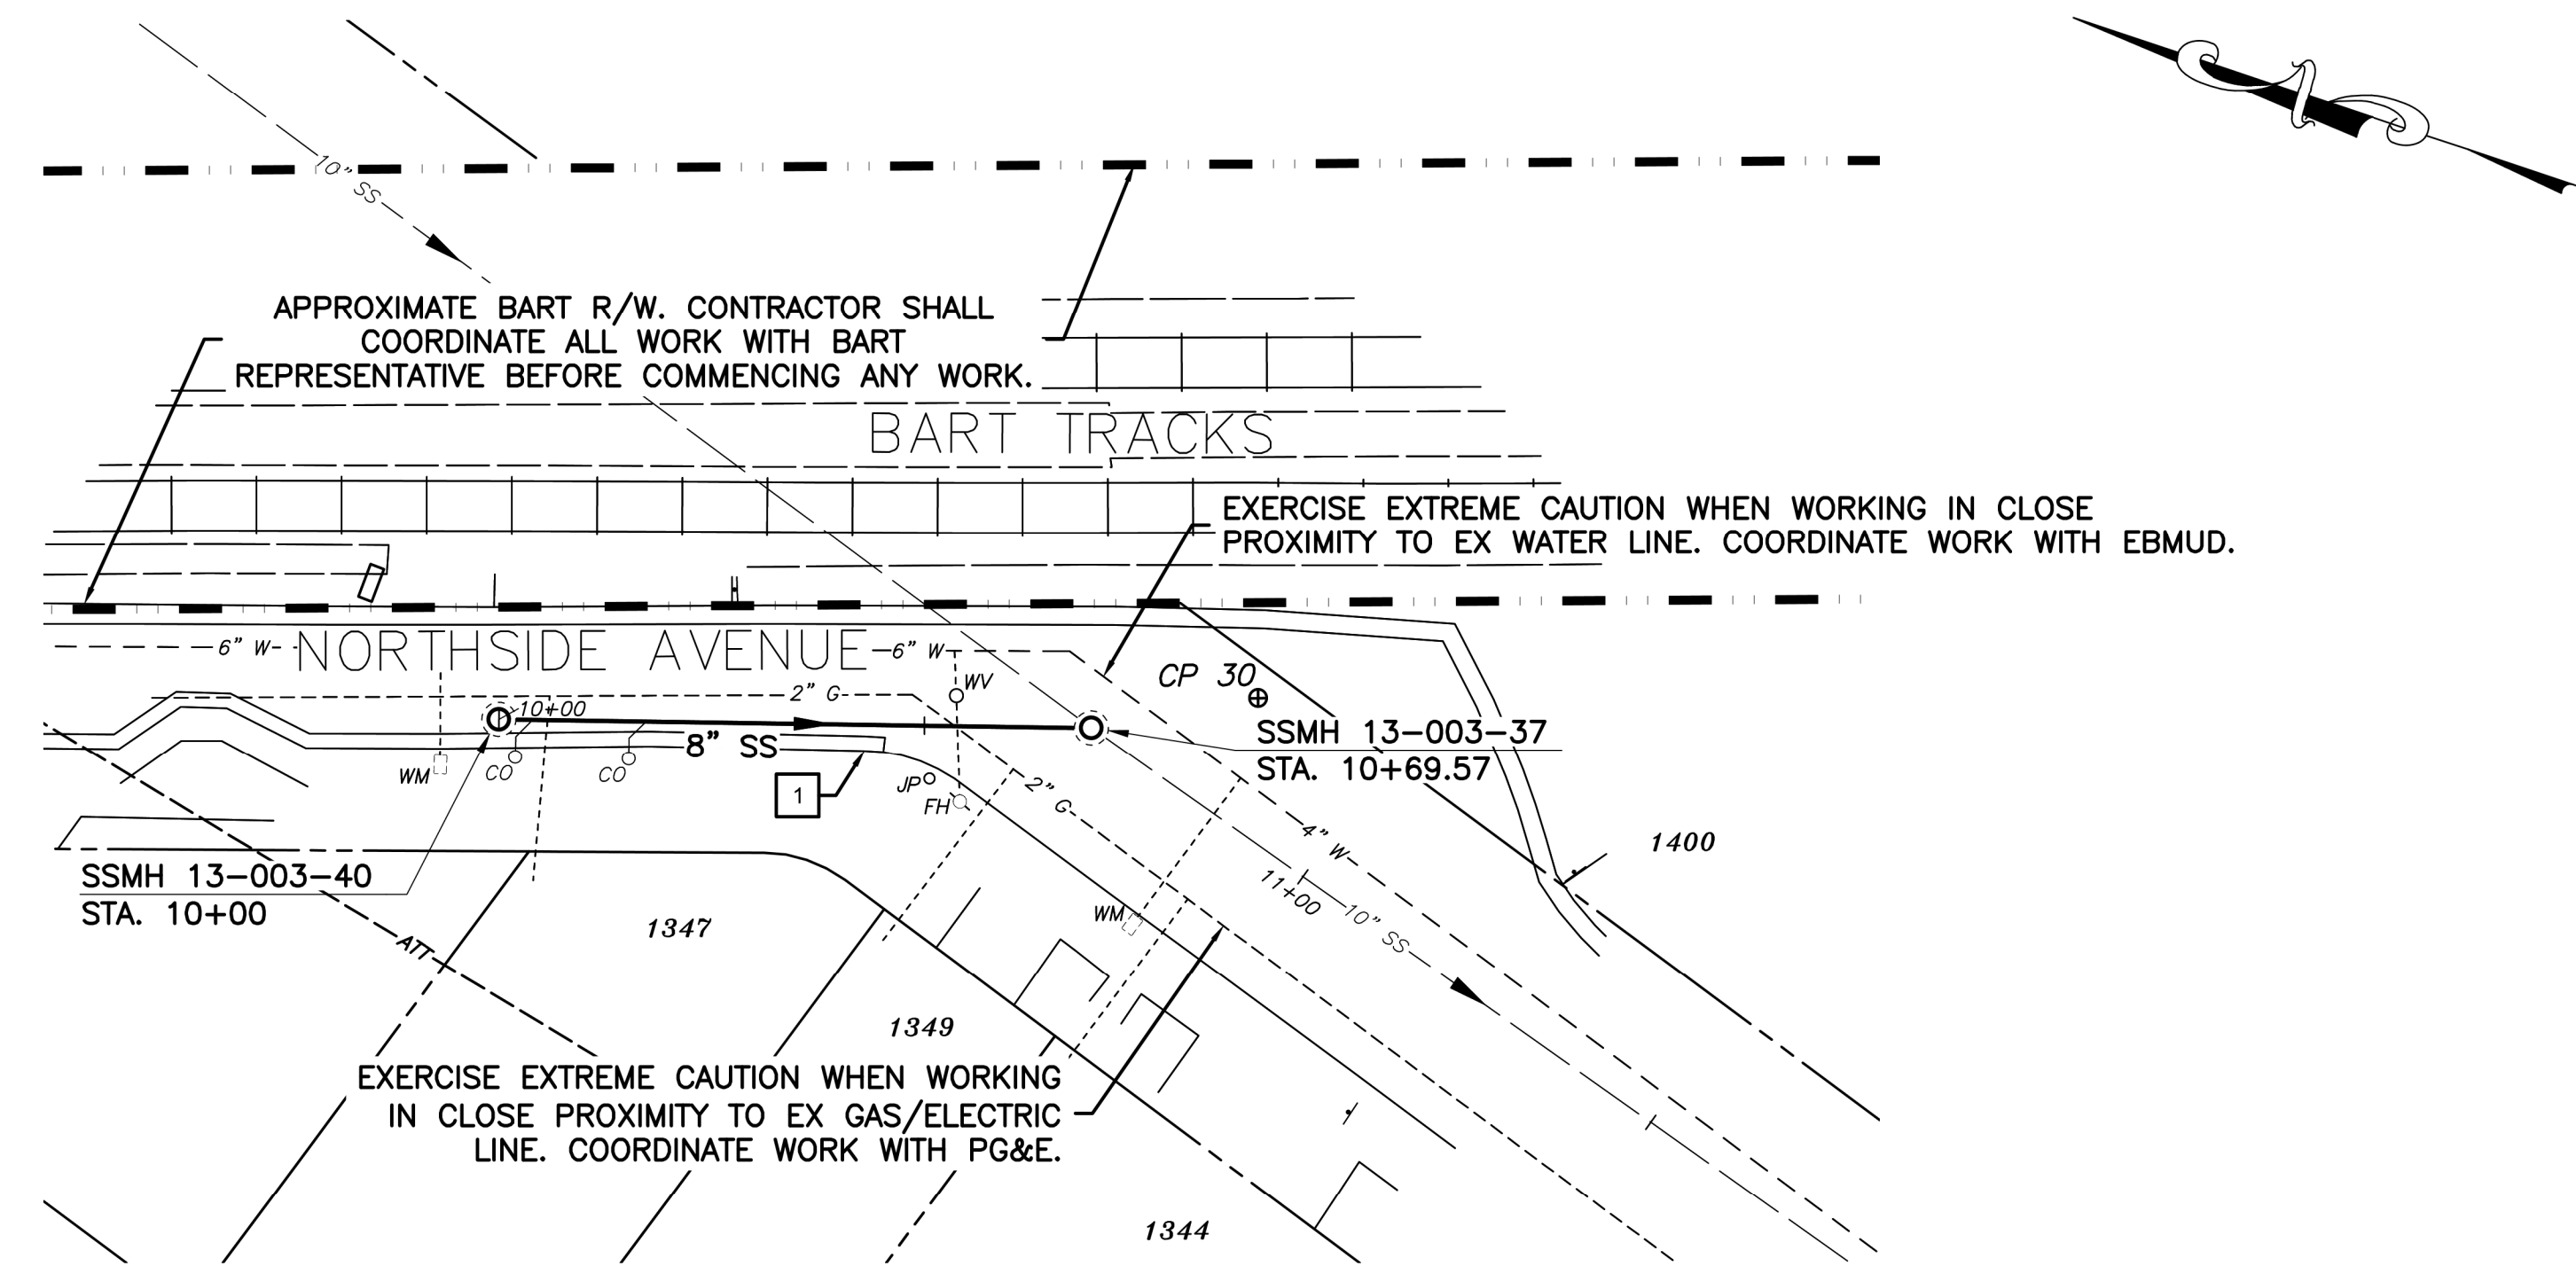 10" SS
APPROXIMATE BART R/W. CONTRACTOR SHALL
COORDINATE ALL WORK WITH BART
REPRESENTATIVE BEFORE COMMENCING ANY WORK.
BART TRACKS
EXERCISE EXTREME CAUTION WHEN WORKING IN CLOSE
PROXIMITY TO EX WATER LINE. COORDINATE WORK WITH EBMUD.
6" W
NORTHSIDE AVENUE
6" W
CP 30
WV
2" G
10+00
SSMH 13-003-37
STA. 10+69.57
8" SS
WM
CO
CO
JP
FH
1
2" G
4" W
1400
SSMH 13-003-40
STA. 10+00
11+00
10" SS
WM
1347
ATT
1349
EXERCISE EXTREME CAUTION WHEN WORKING
IN CLOSE PROXIMITY TO EX GAS/ELECTRIC
LINE. COORDINATE WORK WITH PG&E.
1344